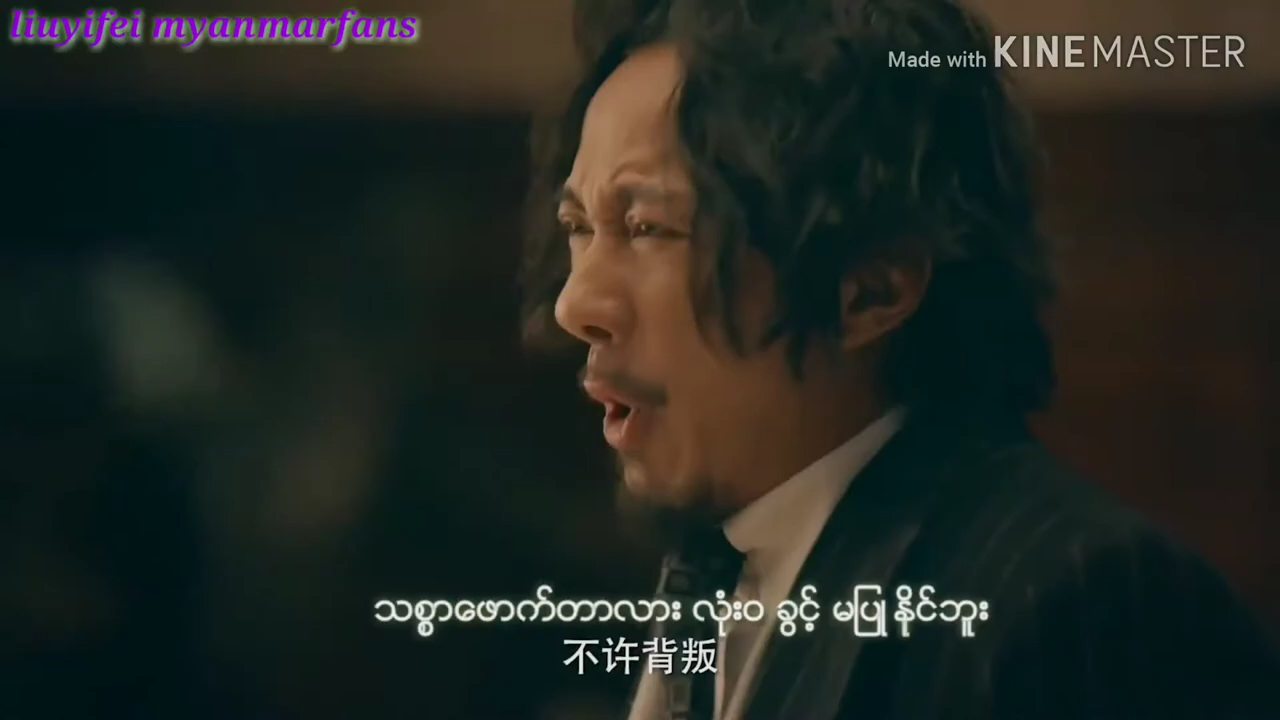 liuyifei myanmarfans
Made with KINEMASTER
သစ္စာဖောက်တာလား လုံးဝ ခွင့် မပြု နိုင်ဘူး
不许背叛